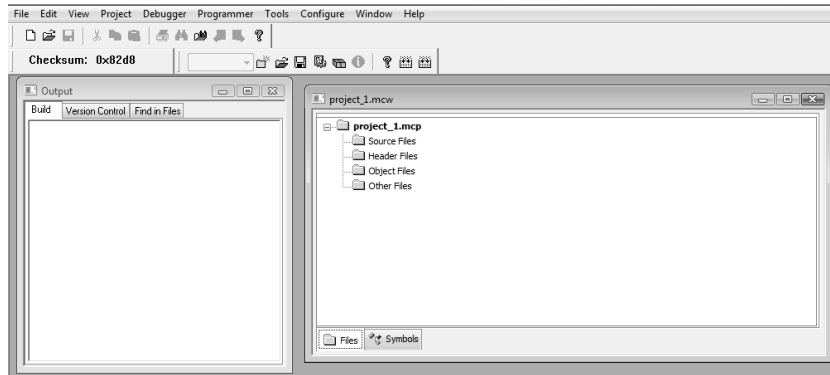 File Edit View Project Debugger Programmer Tools Configure Window Help
Checksum: 0x82d8
Output
Build Version Control Find in Files
project_1.mcw
project_1.mcp
Source Files
Header Files
Object Files
Other Files
Files Symbols